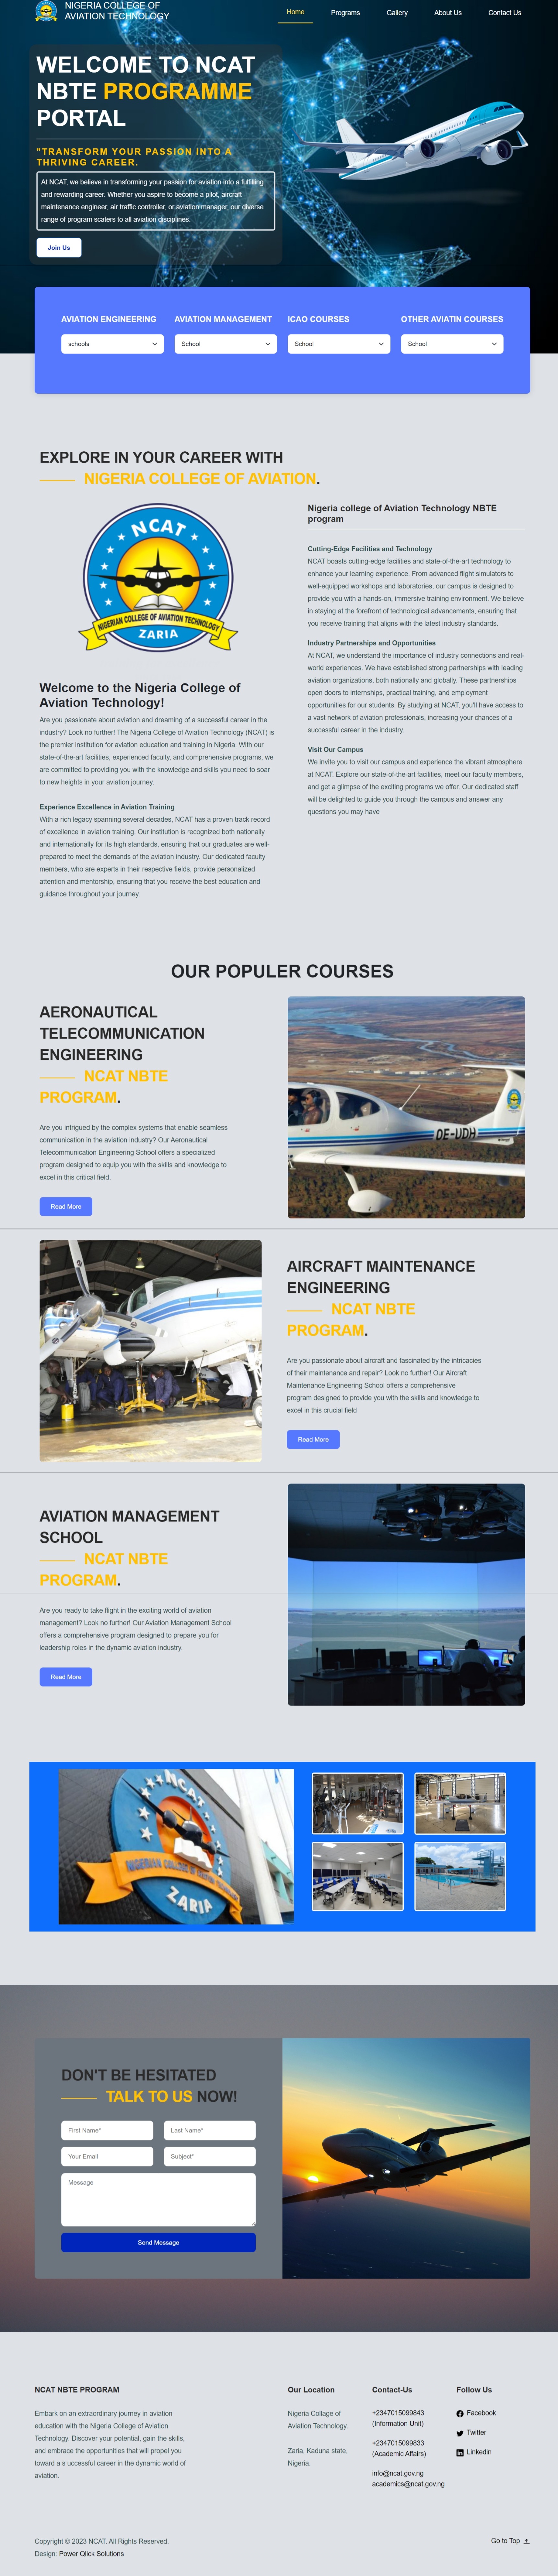 NIGERIA COLLEGE OF
AVIATION TECHNOLOGY
Home
Programs
Gallery
About Us
Contact Us
WELCOME TO NCAT
NBTE PROGRAMME
PORTAL
"TRANSFORM YOUR PASSION INTO A
THRIVING CAREER.
At NCAT, we believe in transforming your passion for aviation into a fulfilling
and rewarding career. Whether you aspire to become a pilot, aircraft
maintenance engineer, air traffic controller, or aviation manager, our diverse
range of program scaters to all aviation disciplines.
Join Us
AVIATION ENGINEERING
AVIATION MANAGEMENT
ICAO COURSES
OTHER AVIATIN COURSES
schools
School
School
School
EXPLORE IN YOUR CAREER WITH
NIGERIA COLLEGE OF AVIATION.
NCAT
NIGERIAN COLLEGE OF AVIATION TECHNOLOGY
ZARIA
Welcome to the Nigeria College of
Aviation Technology!
Are you passionate about aviation and dreaming of a successful career in the
industry? Look no further! The Nigeria College of Aviation Technology (NCAT) is
the premier institution for aviation education and training in Nigeria. With our
state-of-the-art facilities, experienced faculty, and comprehensive programs, we
are committed to providing you with the knowledge and skills you need to soar
to new heights in your aviation journey.
Experience Excellence in Aviation Training
With a rich legacy spanning several decades, NCAT has a proven track record
of excellence in aviation training. Our institution is recognized both nationally
and internationally for its high standards, ensuring that our graduates are well-
prepared to meet the demands of the aviation industry. Our dedicated faculty
members, who are experts in their respective fields, provide personalized
attention and mentorship, ensuring that you receive the best education and
guidance throughout your journey.
Nigeria college of Aviation Technology NBTE
program
Cutting-Edge Facilities and Technology
NCAT boasts cutting-edge facilities and state-of-the-art technology to
enhance your learning experience. From advanced flight simulators to
well-equipped workshops and laboratories, our campus is designed to
provide you with a hands-on, immersive training environment. We believe
in staying at the forefront of technological advancements, ensuring that
you receive training that aligns with the latest industry standards.
Industry Partnerships and Opportunities
At NCAT, we understand the importance of industry connections and real-
world experiences. We have established strong partnerships with leading
aviation organizations, both nationally and globally. These partnerships
open doors to internships, practical training, and employment
opportunities for our students. By studying at NCAT, you'll have access to
a vast network of aviation professionals, increasing your chances of a
successful career in the industry.
Visit Our Campus
We invite you to visit our campus and experience the vibrant atmosphere
at NCAT. Explore our state-of-the-art facilities, meet our faculty members,
and get a glimpse of the exciting programs we offer. Our dedicated staff
will be delighted to guide you through the campus and answer any
questions you may have
OUR POPULER COURSES
AERONAUTICAL
TELECOMMUNICATION
ENGINEERING
NCAT NBTE
PROGRAM.
Are you intrigued by the complex systems that enable seamless
communication in the aviation industry? Our Aeronautical
Telecommunication Engineering School offers a specialized
program designed to equip you with the skills and knowledge to
excel in this critical field.
Read More
OE-UDH
AIRCRAFT MAINTENANCE
ENGINEERING
NCAT NBTE
PROGRAM.
Are you passionate about aircraft and fascinated by the intricacies
of their maintenance and repair? Look no further! Our Aircraft
Maintenance Engineering School offers a comprehensive
program designed to provide you with the skills and knowledge to
excel in this crucial field
Read More
AVIATION MANAGEMENT
SCHOOL
NCAT NBTE
PROGRAM.
Are you ready to take flight in the exciting world of aviation
management? Look no further! Our Aviation Management School
offers a comprehensive program designed to prepare you for
leadership roles in the dynamic aviation industry.
Read More
NCAT
NIGERIAN COLLEGE OF AVIATION TECHNOLOGY
ZARIA
DON'T BE HESITATED
TALK TO US NOW!
First Name*
Last Name*
Your Email
Subject*
Message
Send Message
NCAT NBTE PROGRAM
Embark on an extraordinary journey in aviation
education with the Nigeria College of Aviation
Technology. Discover your potential, gain the skills,
and embrace the opportunities that will propel you
toward a s uccessful career in the dynamic world of
aviation.
Our Location
Nigeria Collage of
Aviation Technology.
Zaria, Kaduna state,
Nigeria.
Contact-Us
+2347015099843
(Information Unit)
+2347015099833
(Academic Affairs)
info@ncat.gov.ng
academics@ncat.gov.ng
Follow Us
Facebook
Twitter
Linkedin
Copyright © 2023 NCAT. All Rights Reserved.
Design: Power Qlick Solutions
Go to Top